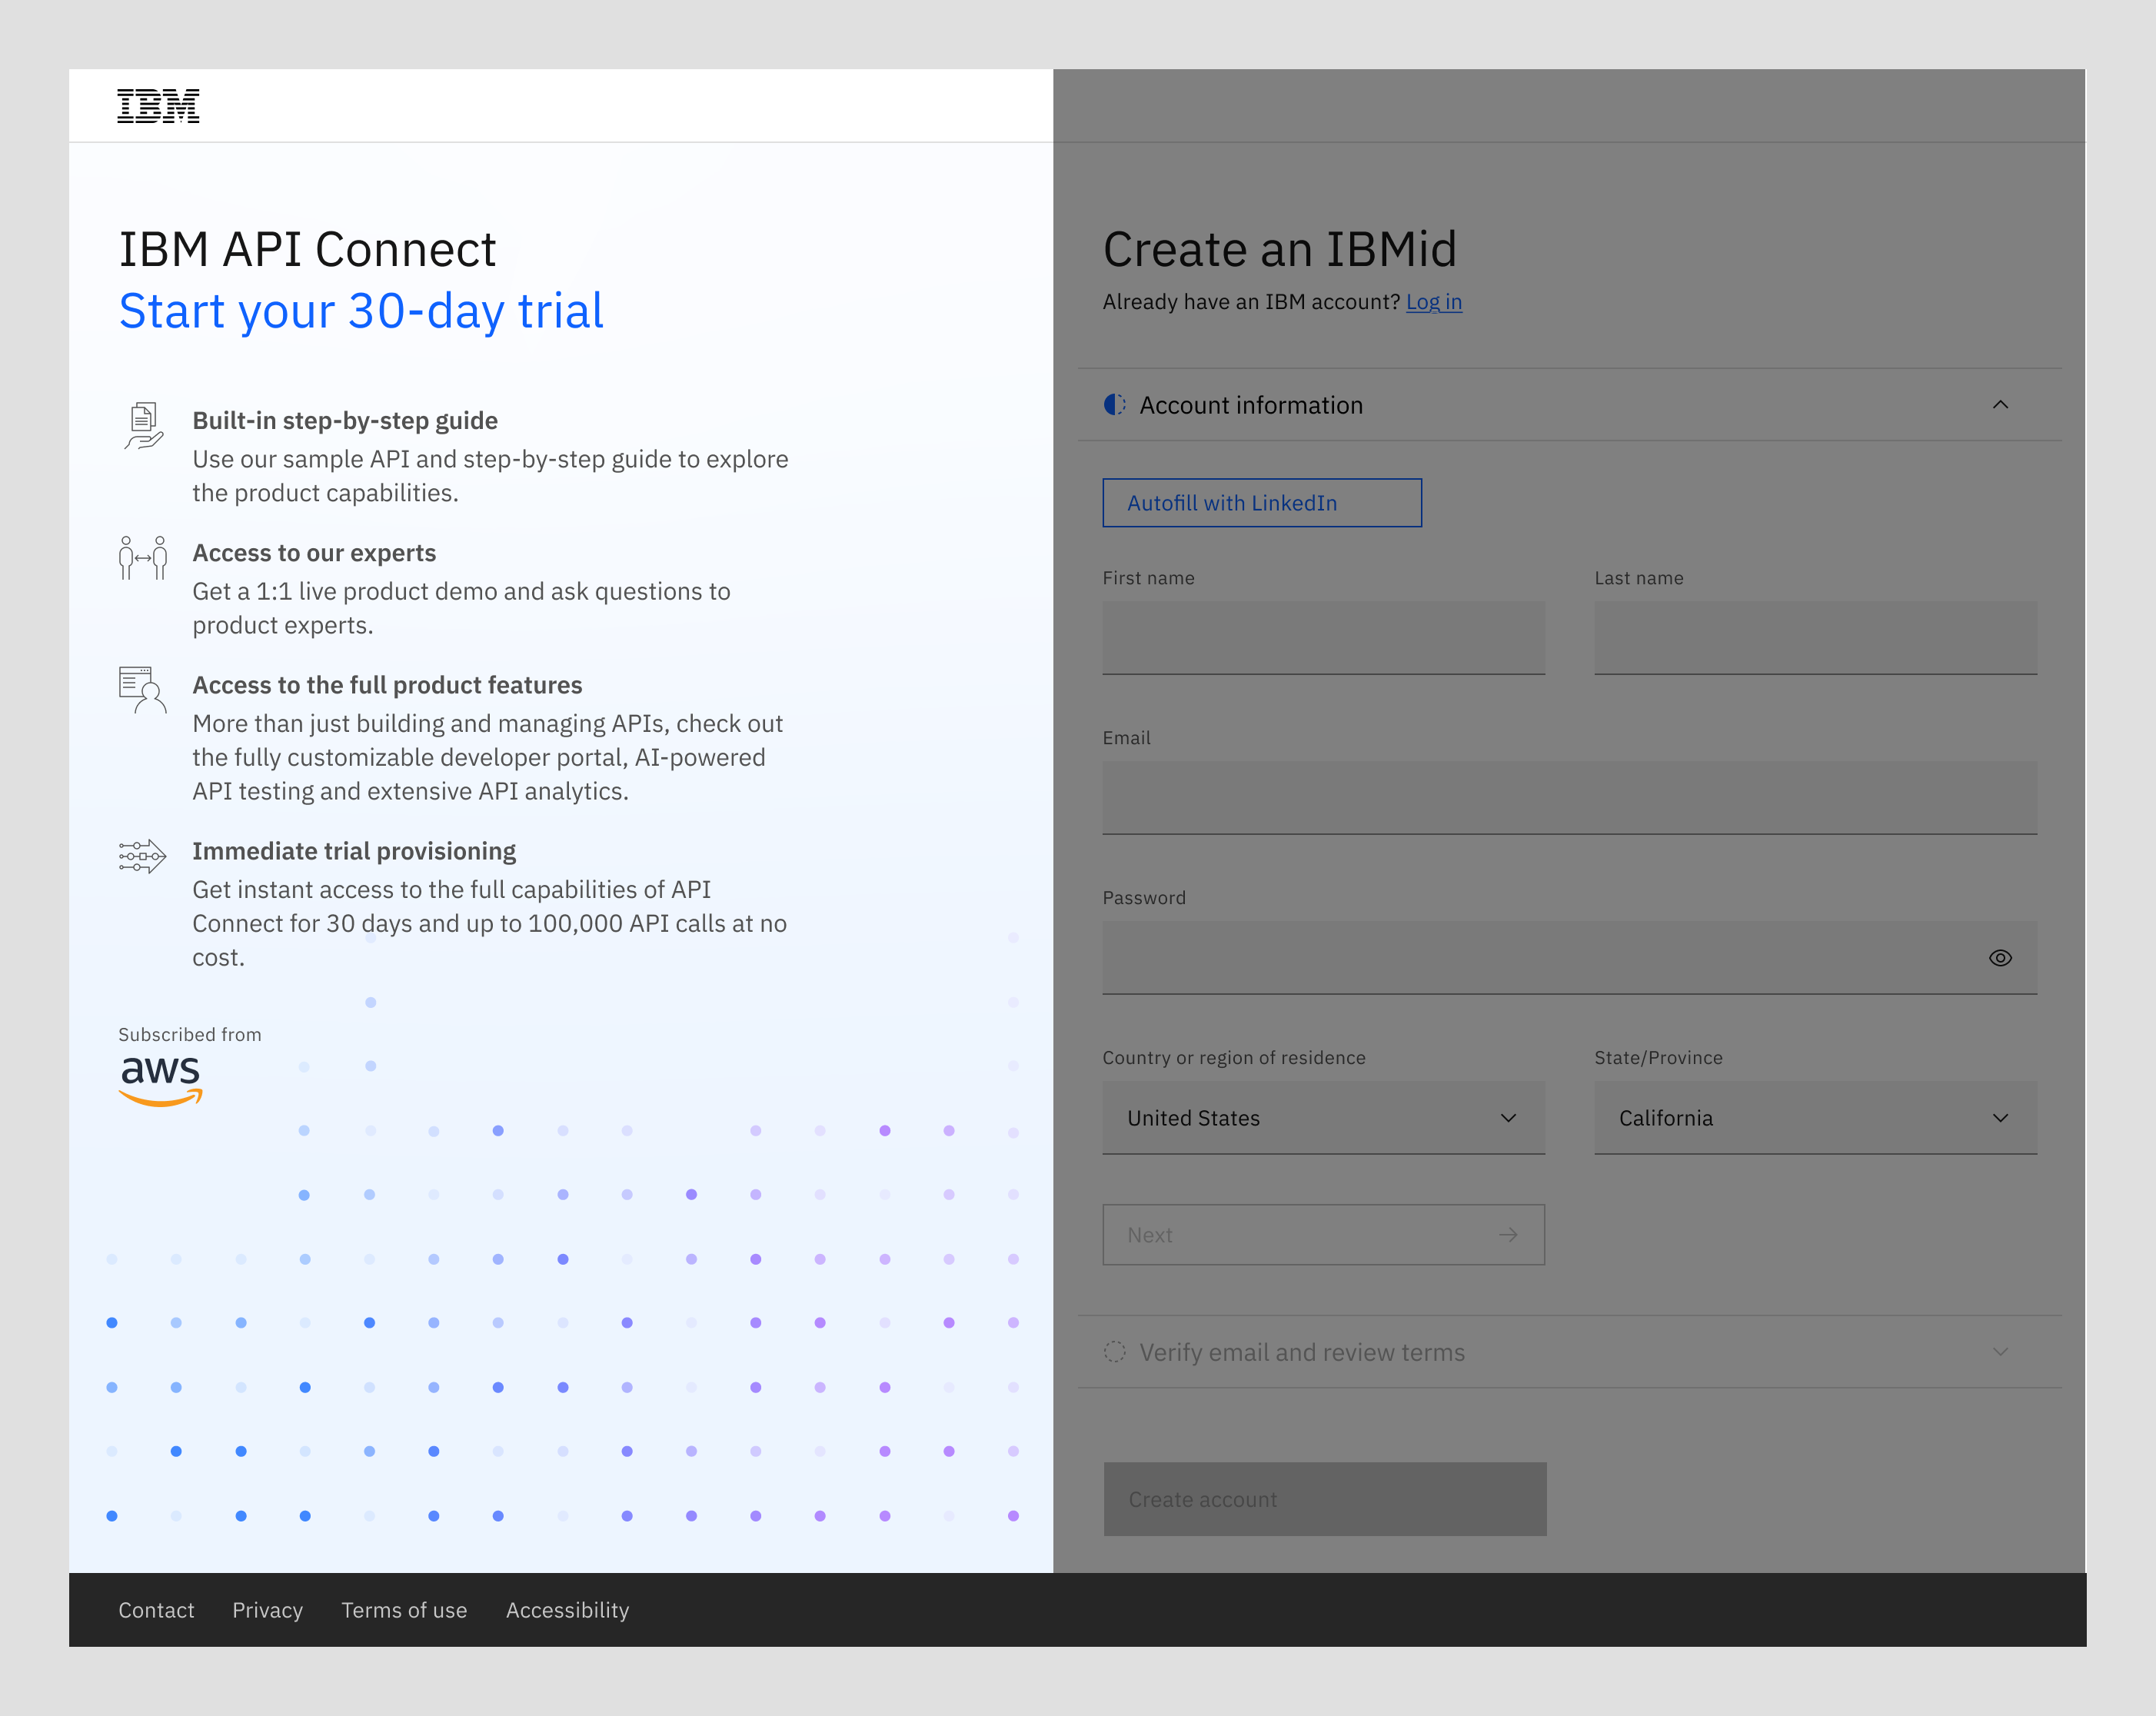 IBM
IBM API Connect
Start your 30-day trial
Built-in step-by-step guide
Use our sample API and step-by-step guide to explore
the product capabilities.
Access to our experts
Get a 1:1 live product demo and ask questions to
product experts.
Access to the full product features
More than just building and managing APIs, check out
the fully customizable developer portal, AI-powered
API testing and extensive API analytics.
Immediate trial provisioning
Get instant access to the full capabilities of API
Connect for 30 days and up to 100,000 API calls at no
cost.
Subscribed from
aws
Create an IBMid
Already have an IBM account? Log in
Account information
Autofill with LinkedIn
First name
Last name
Email
Password
Country or region of residence
State/Province
United States
California
Next
Verify email and review terms
Create account
Contact
Privacy
Terms of use
Accessibility